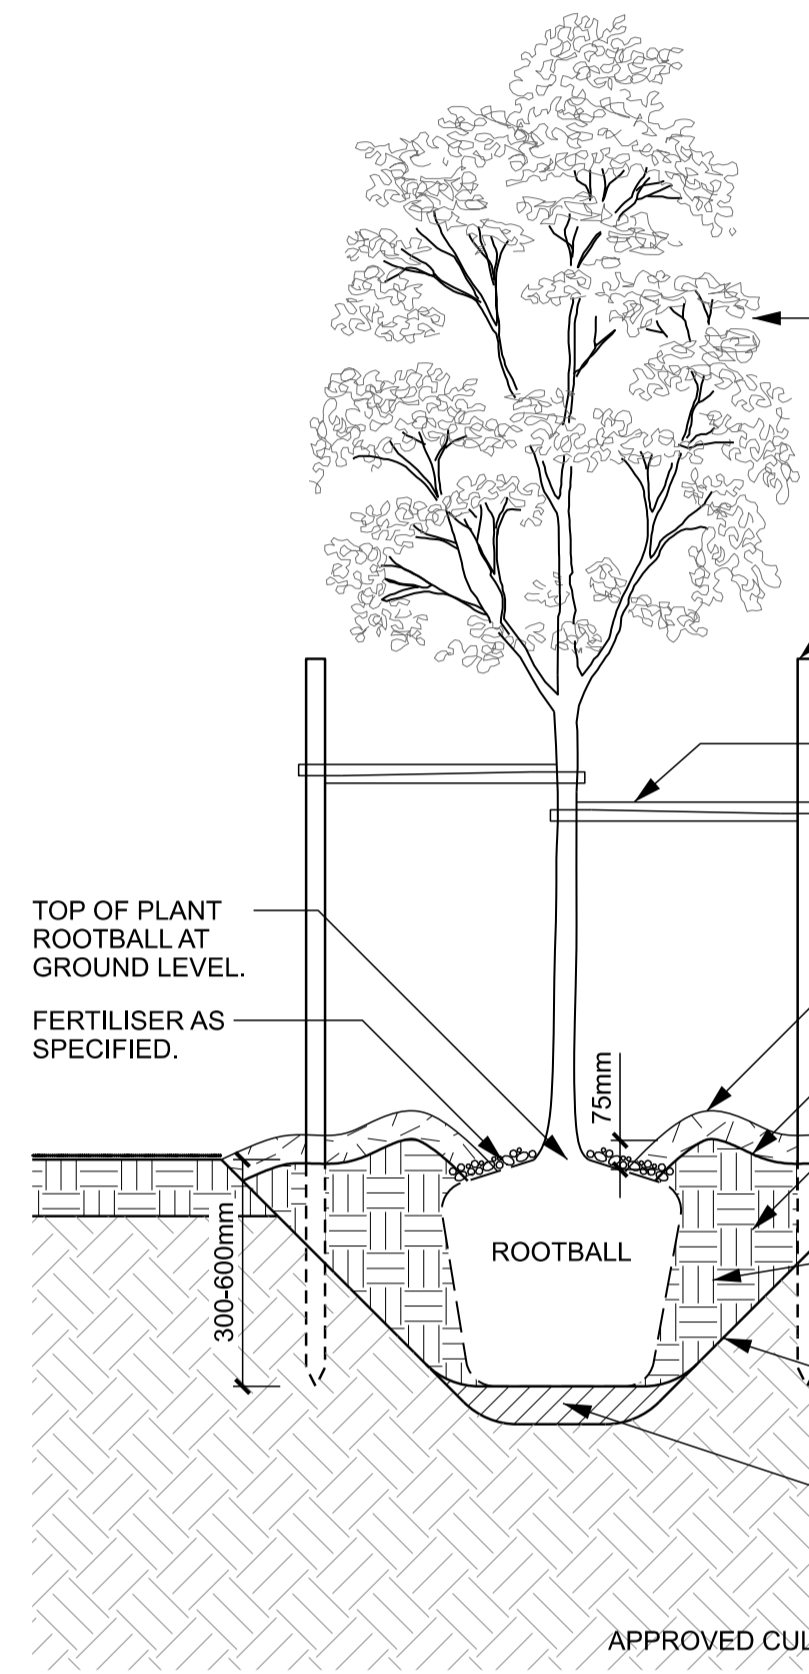 TOP OF PLANT
ROOTBALL AT
GROUND LEVEL.
FERTILISER AS
SPECIFIED.
75mm
300-600mm
ROOTBALL
APPROVED CUL